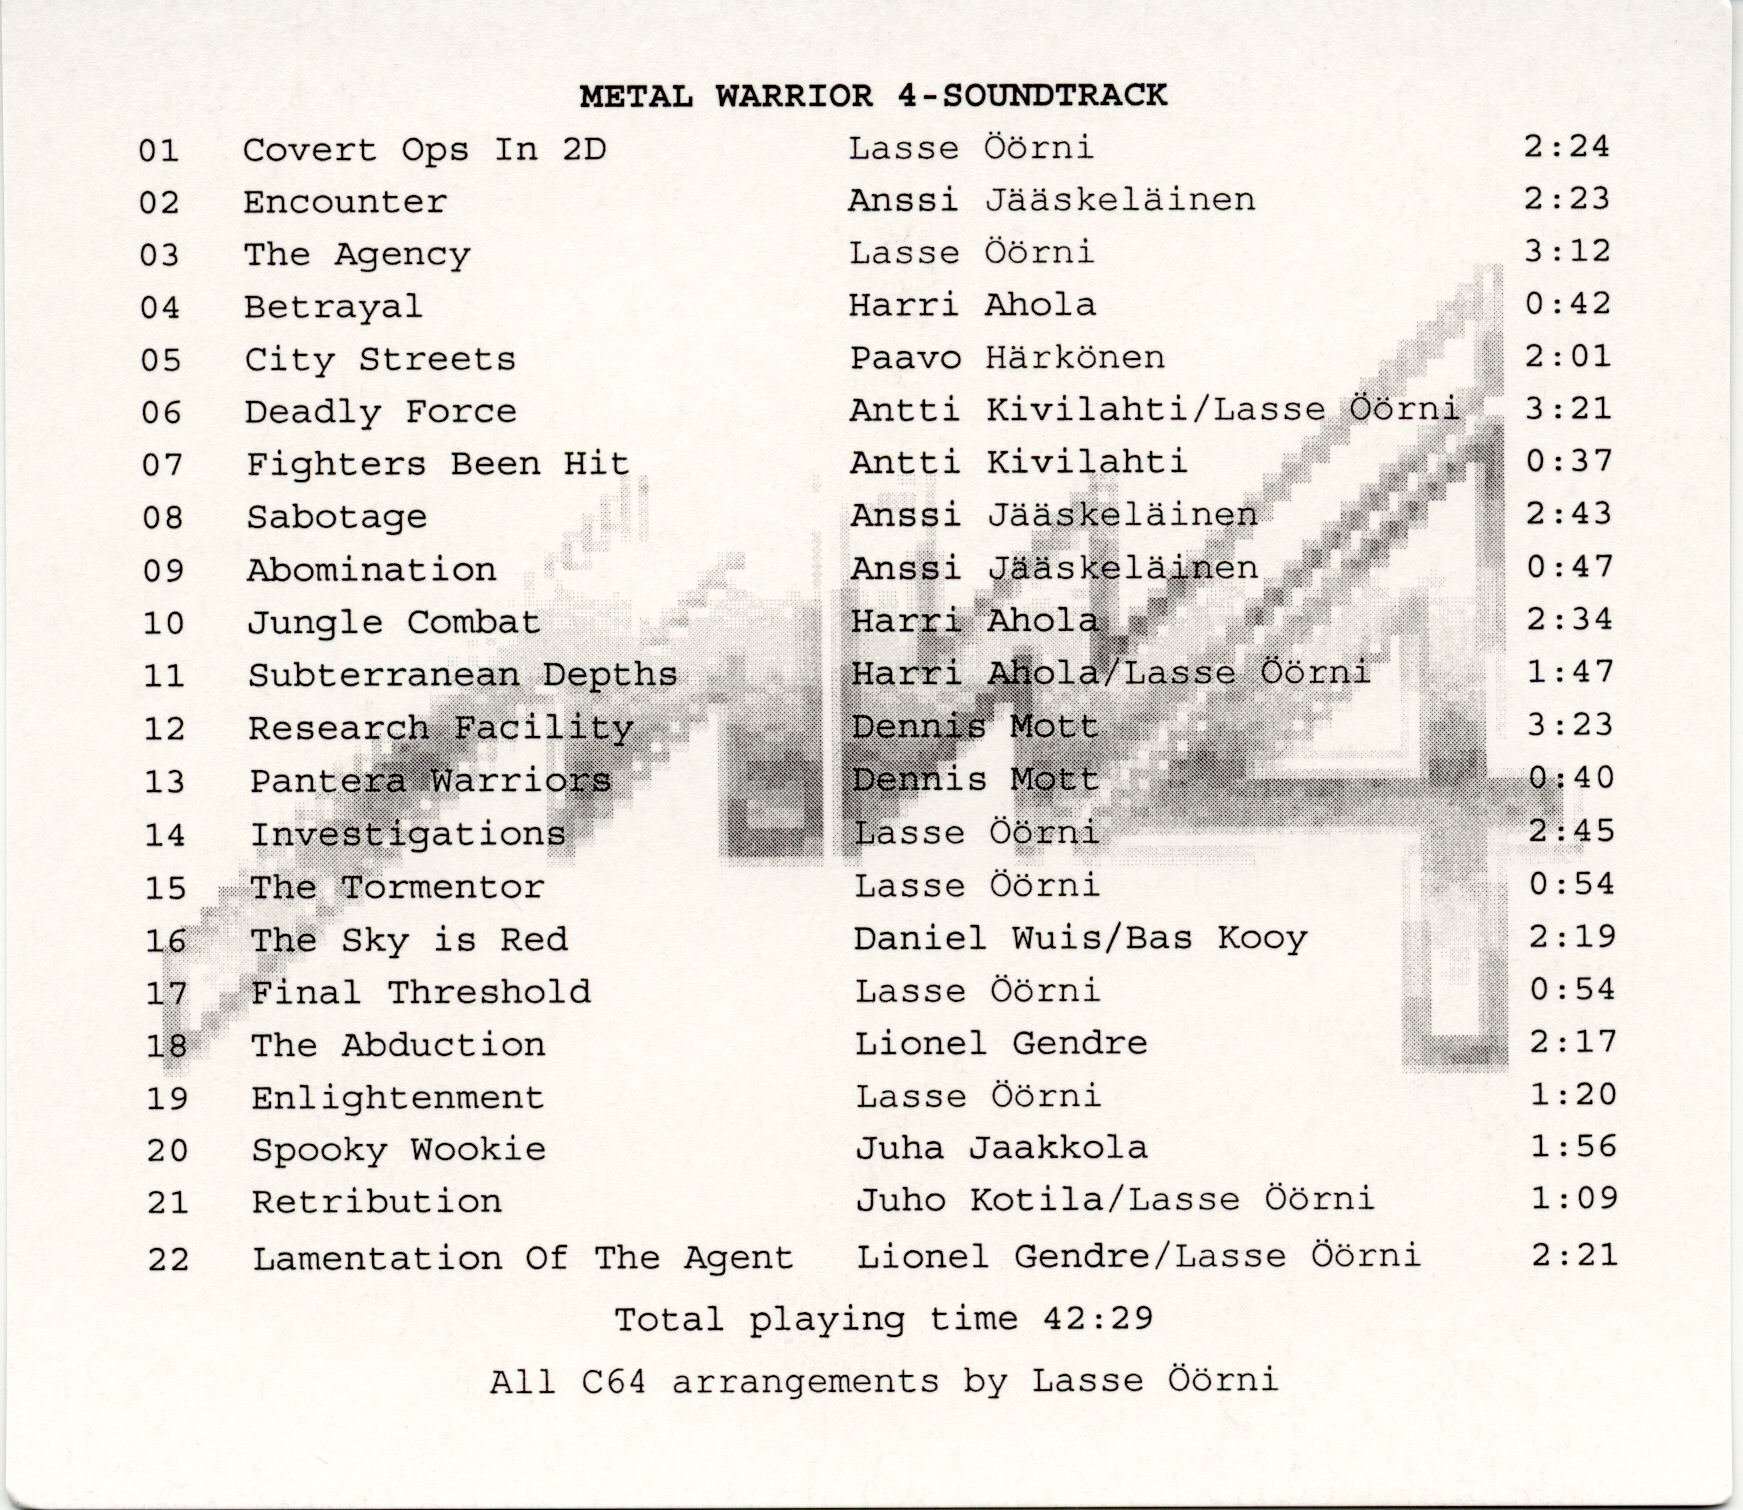 METAL WARRIOR 4-SOUNDTRACK
01 Covert Ops In 2D Lasse Öörni 2:24
02 Encounter Anssi Jääskeläinen 2:23
03 The Agency Lasse Öörni 3:12
04 Betrayal Harri Ahola 0:42
05 City Streets Paavo Härkönen 2:01
06 Deadly Force Antti Kivilahti/Lasse Öörni 3:21
07 Fighters Been Hit Antti Kivilahti 0:37
08 Sabotage Anssi Jääskeläinen 2:43
09 Abomination Anssi Jääskeläinen 0:47
10 Jungle Combat Harri Ahola 2:34
11 Subterranean Depths Harri Ahola/Lasse Öörni 1:47
12 Research Facility Dennis Mott 3:23
13 Pantera Warriors Dennis Mott 0:40
14 Investigations Lasse Öörni 2:45
15 The Tormentor Lasse Öörni 0:54
16 The Sky is Red Daniel Wuis/Bas Kooy 2:19
17 Final Threshold Lasse Öörni 0:54
18 The Abduction Lionel Gendre 2:17
19 Enlightenment Lasse Öörni 1:20
20 Spooky Wookie Juha Jaakkola 1:56
21 Retribution Juho Kotila/Lasse Öörni 1:09
22 Lamentation Of The Agent Lionel Gendre/Lasse Öörni 2:21
Total playing time 42:29
All C64 arrangements by Lasse Öörni